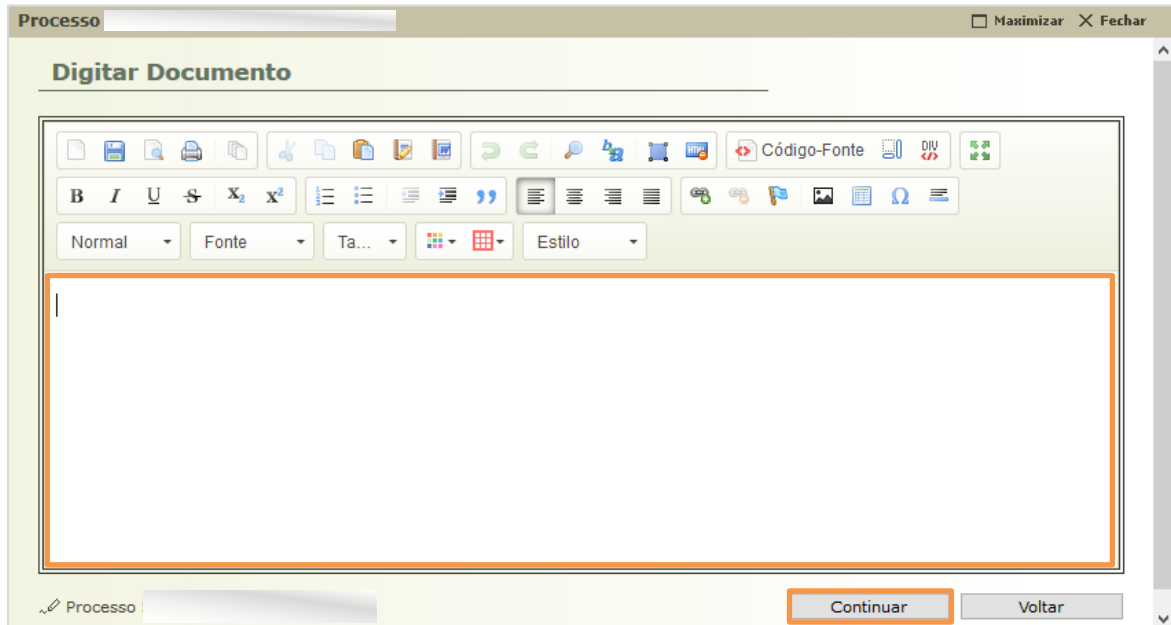 Processo Maximizar Fechar
Digitar Documento
Código-Fonte DIV
B I U S X₂ x²
Normal Fonte Ta... Estilo
Processo Continuar Voltar